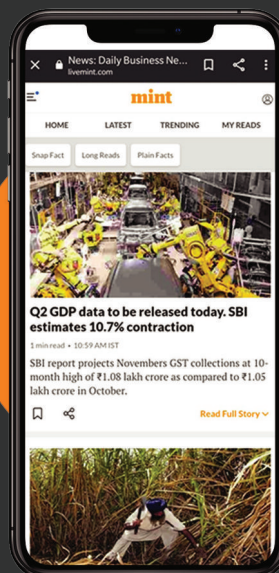 News: Daily Business Ne...
livemint.com
mint
HOME LATEST TRENDING MY READS
Snap Fact Long Reads Plain Facts
Q2 GDP data to be released today. SBI
estimates 10.7% contraction
1 min read • 10:59 AM IST
SBI report projects Novembers GST collections at 10-
month high of ₹1.08 lakh crore as compared to ₹1.05
lakh crore in October.
Read Full Story